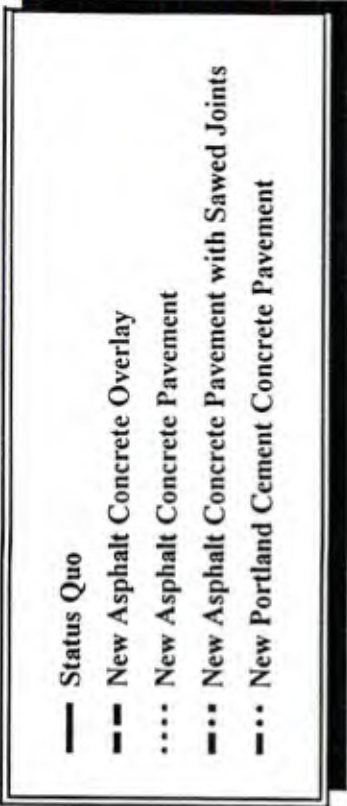 Status Quo
New Asphalt Concrete Overlay
New Asphalt Concrete Pavement
New Asphalt Concrete Pavement with Sawed Joints
New Portland Cement Concrete Pavement